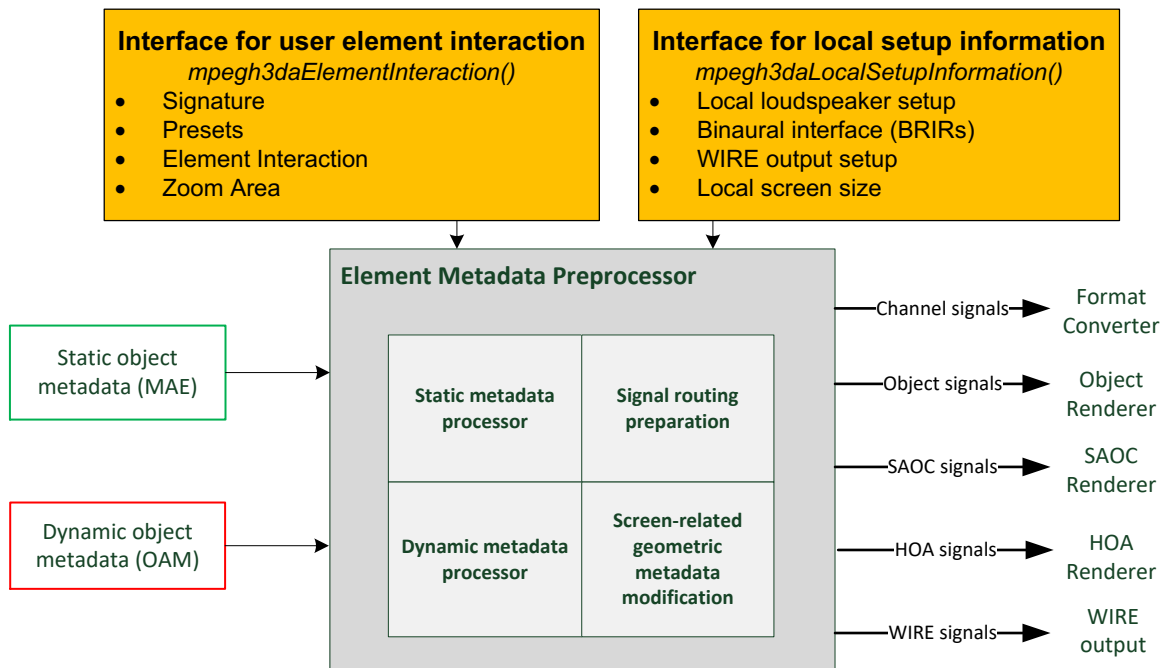 Interface for user element interaction
mpegh3daElementInteraction()
• Signature
• Presets
• Element Interaction
• Zoom Area
Interface for local setup information
mpegh3daLocalSetupInformation()
• Local loudspeaker setup
• Binaural interface (BRIRs)
• WIRE output setup
• Local screen size
Element Metadata Preprocessor
Static object
metadata (MAE)
Dynamic object
metadata (OAM)
Static metadata
processor
Signal routing
preparation
Dynamic metadata
processor
Screen-related
geometric
metadata
modification
Channel signals
Format
Converter
Object signals
Object
Renderer
SAOC signals
SAOC
Renderer
HOA signals
HOA
Renderer
WIRE signals
WIRE
output